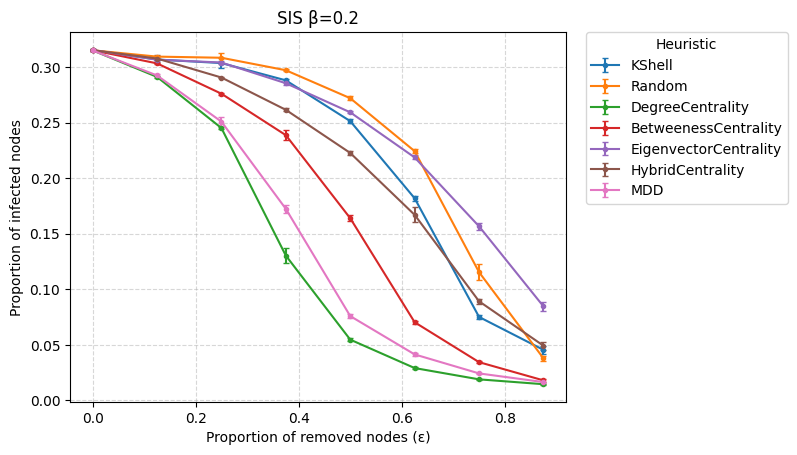 SIS β=0.2
Proportion of infected nodes
0.30
0.25
0.20
0.15
0.10
0.05
0.00
0.0 0.2 0.4 0.6 0.8
Proportion of removed nodes (ε)
Heuristic
KShell
Random
DegreeCentrality
BetweenessCentrality
EigenvectorCentrality
HybridCentrality
MDD